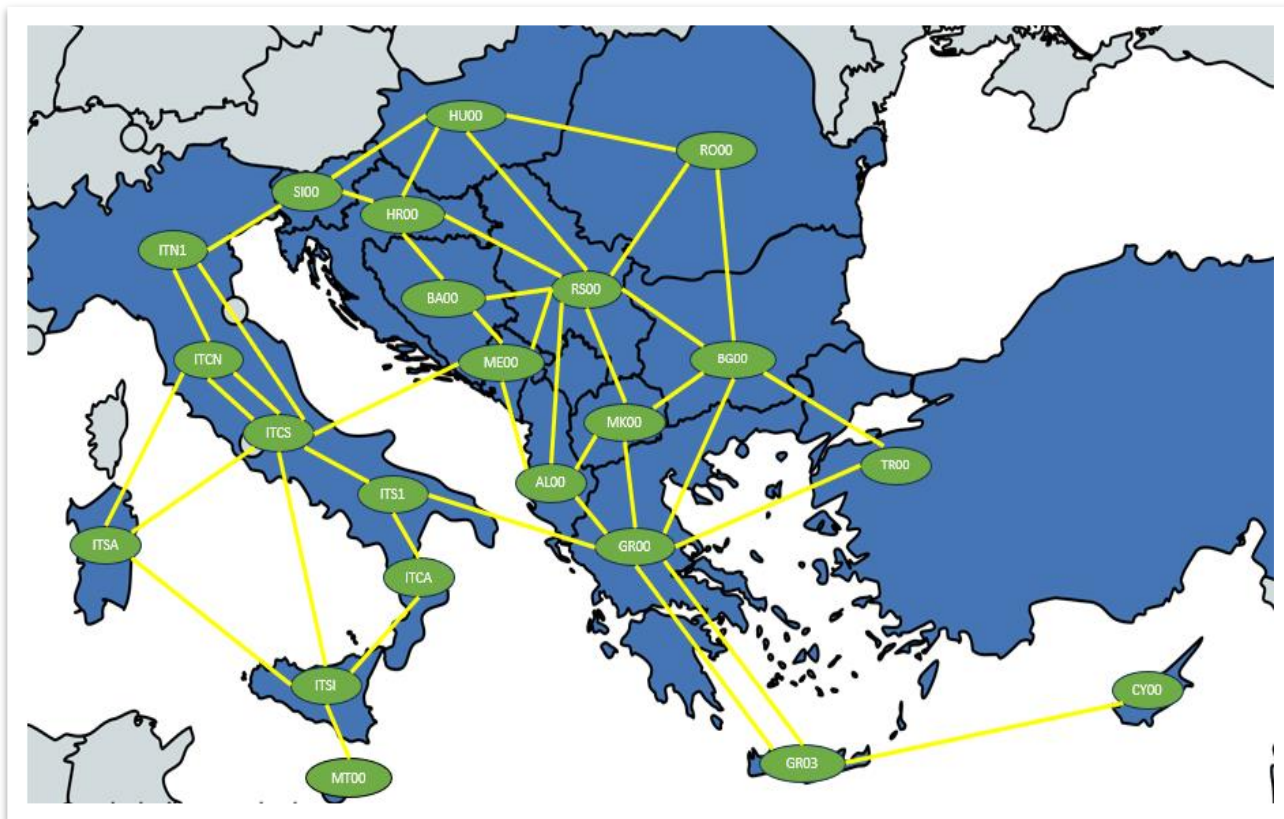 HU00
RO00
SI00
HR00
ITN1
RS00
BA00
ITCN
ME00
BG00
ITCS
MK00
TR00
AL00
ITS1
ITSA
GR00
ITCA
ITSI
CY00
GR03
MT00